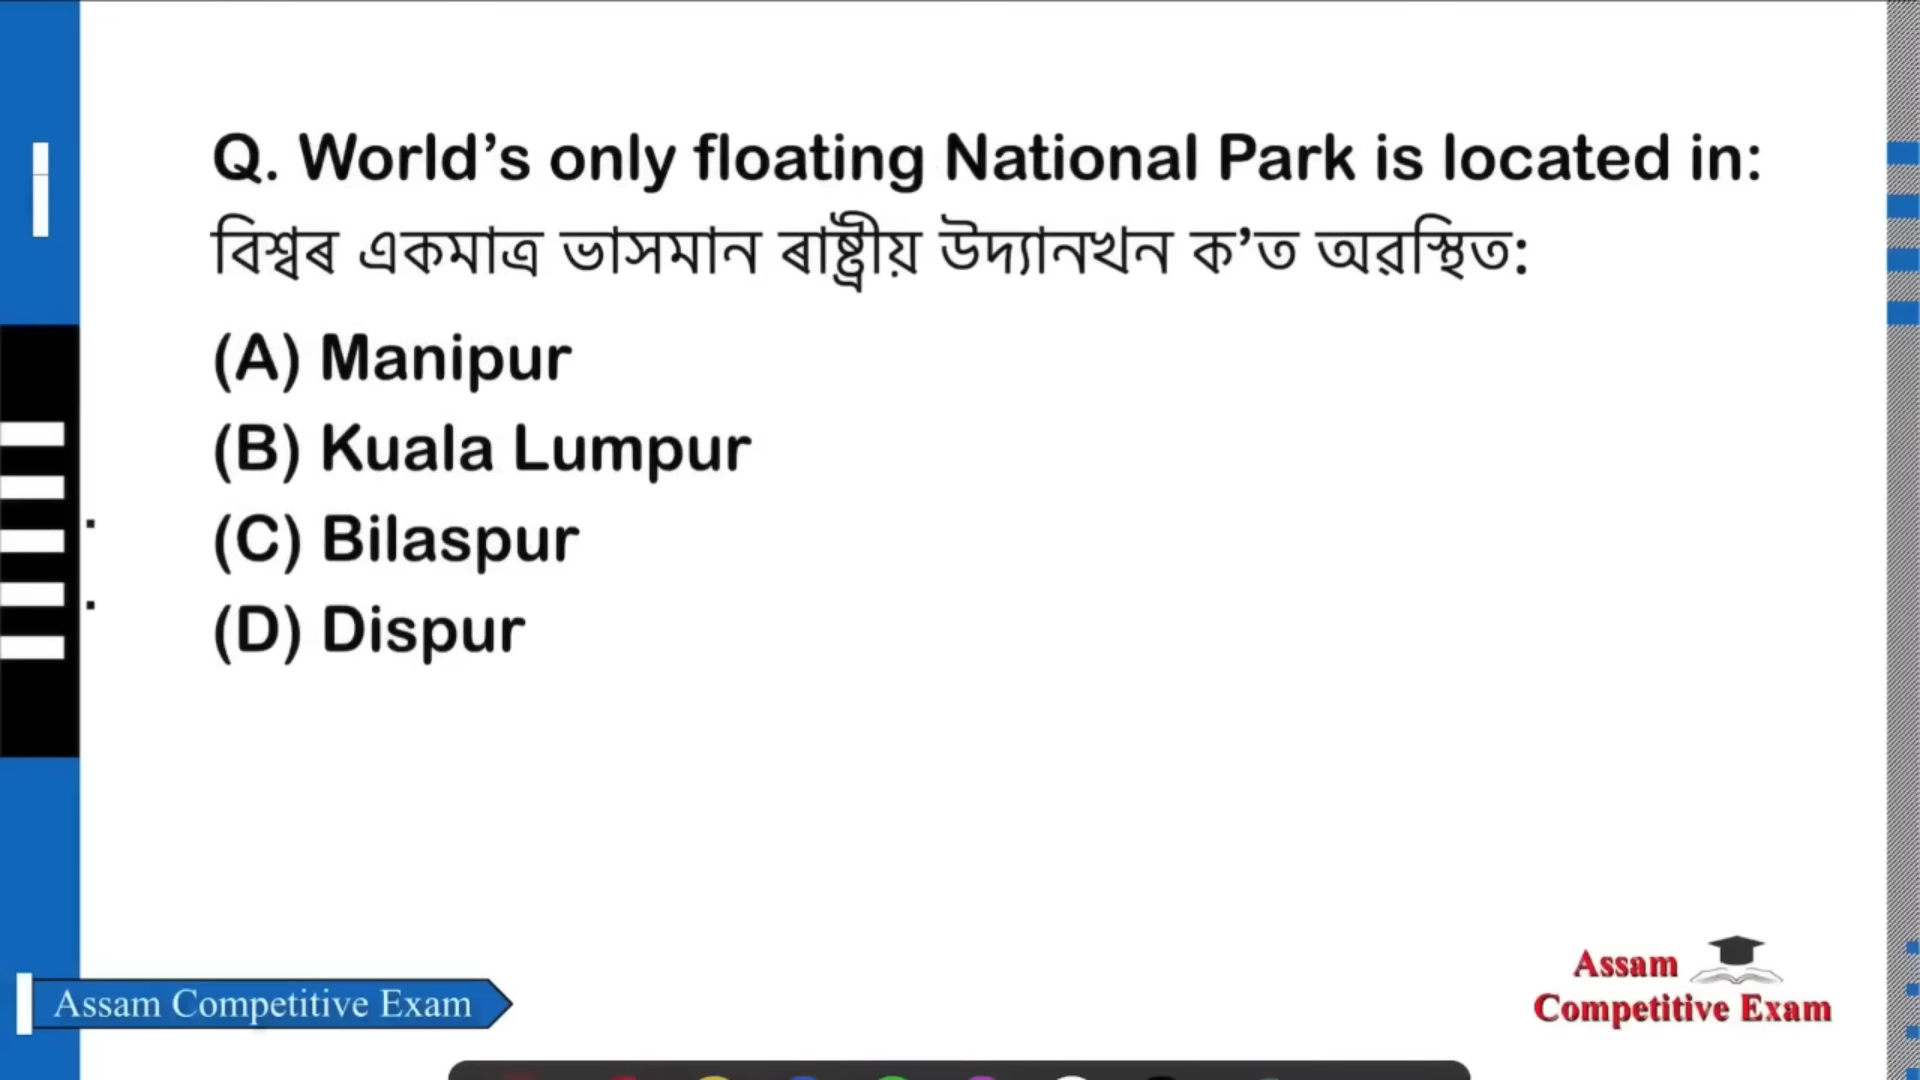 Q. World’s only floating National Park is located in:
বিশ্বৰ একমাত্ৰ ভাসমান ৰাষ্ট্ৰীয় উদ্যানখন ক’ত অৱস্থিত:
(A) Manipur
(B) Kuala Lumpur
(C) Bilaspur
(D) Dispur
Assam Competitive Exam
Assam
Competitive Exam